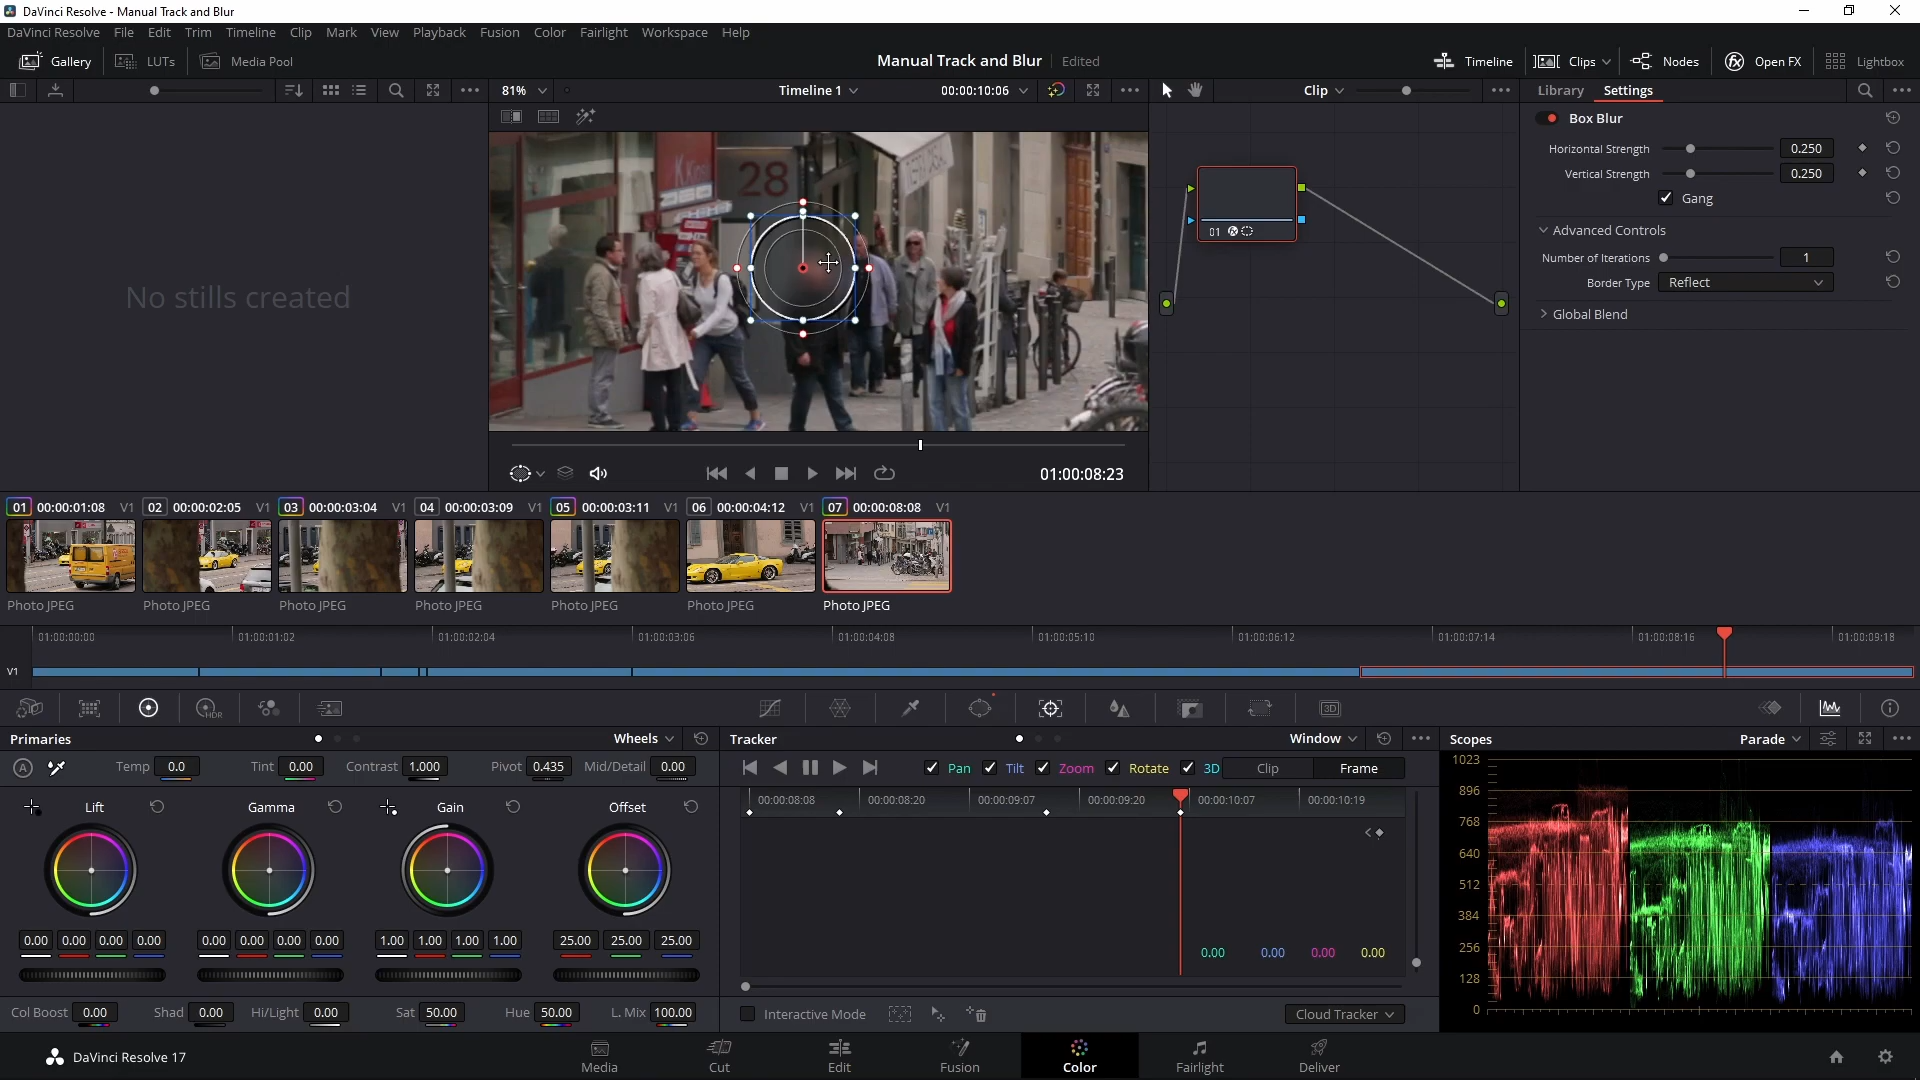 DaVinci Resolve - Manual Track and Blur
DaVinci Resolve File Edit Trim Timeline Clip Mark View Playback Fusion Color Fairlight Workspace Help
Gallery LUTs Media Pool Manual Track and Blur Edited Timeline Clips Nodes Open FX Lightbox
81% Timeline 1 00:00:10:06 Clip Library Settings
Box Blur
Horizontal Strength 0.250
Vertical Strength 0.250
Gang
Advanced Controls
Number of Iterations 1
Border Type Reflect
Global Blend
No stills created
28
01
01:00:08:23
01 00:00:01:08 V1 02 00:00:02:05 V1 03 00:00:03:04 V1 04 00:00:03:09 V1 05 00:00:03:11 V1 06 00:00:04:12 V1 07 00:00:08:08 V1
Photo JPEG Photo JPEG Photo JPEG Photo JPEG Photo JPEG Photo JPEG Photo JPEG
01:00:00:00 01:00:01:02 01:00:02:04 01:00:03:06 01:00:04:08 01:00:05:10 01:00:06:12 01:00:07:14 01:00:08:16 01:00:09:18
V1
HDR 3D
Primaries Wheels
A Temp 0.0 Tint 0.00 Contrast 1.000 Pivot 0.435 Mid/Detail 0.00
Lift Gamma Gain Offset
0.00 0.00 0.00 0.00 0.00 0.00 0.00 0.00 1.00 1.00 1.00 1.00 25.00 25.00 25.00
Col Boost 0.00 Shad 0.00 Hi/Light 0.00 Sat 50.00 Hue 50.00 L. Mix 100.00
Tracker Window
Pan Tilt Zoom Rotate 3D Clip Frame
00:00:08:08 00:00:08:20 00:00:09:07 00:00:09:20 00:00:10:07 00:00:10:19
0.00 0.00 0.00 0.00
Interactive Mode Cloud Tracker
Scopes Parade
1023
896
768
640
512
384
256
128
0
DaVinci Resolve 17 Media Cut Edit Fusion Color Fairlight Deliver